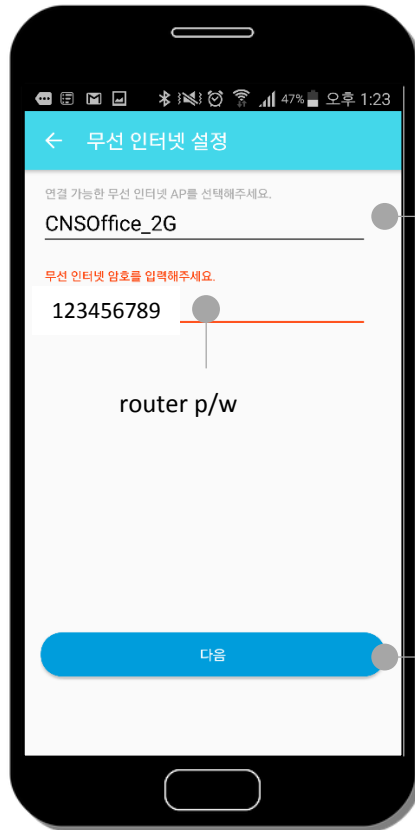 47% 오후 1:23
← 무선 인터넷 설정
연결 가능한 무선 인터넷 AP를 선택해주세요.
CNSOffice_2G
무선 인터넷 암호를 입력해주세요.
123456789
router p/w
다음